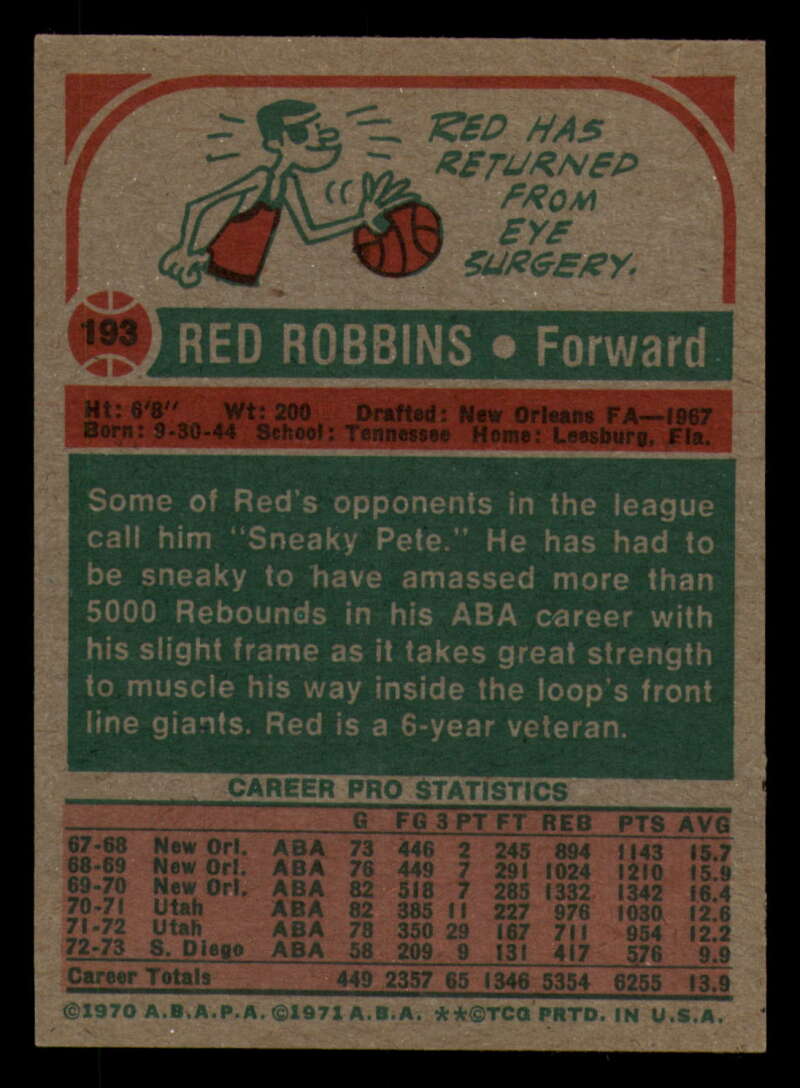 RED HAS
RETURNED
FROM
EYE
SURGERY.
193 RED ROBBINS • Forward
Ht: 6'8" Wt: 200 Drafted: New Orleans FA—1967
Born: 9-30-44 School: Tennessee Home: Leesburg, Fla.
Some of Red's opponents in the league
call him "Sneaky Pete." He has had to
be sneaky to have amassed more than
5000 Rebounds in his ABA career with
his slight frame as it takes great strength
to muscle his way inside the loop's front
line giants. Red is a 6-year veteran.
CAREER PRO STATISTICS
G FG 3 PT FT REB PTS AVG
67-68 New Orl. ABA 73 446 2 245 894 1143 15.7
68-69 New Orl. ABA 76 449 7 291 1024 1210 15.9
69-70 New Orl. ABA 82 518 7 285 1332 1342 16.4
70-71 Utah ABA 82 385 11 227 976 1030 12.6
71-72 Utah ABA 78 350 29 167 711 954 12.2
72-73 S. Diego ABA 58 209 9 131 417 576 9.9
Career Totals 449 2357 65 1346 5354 6255 13.9
©1970 A.B.A.P.A. ©1971 A.B.A. **©TCG PRTD. IN U.S.A.